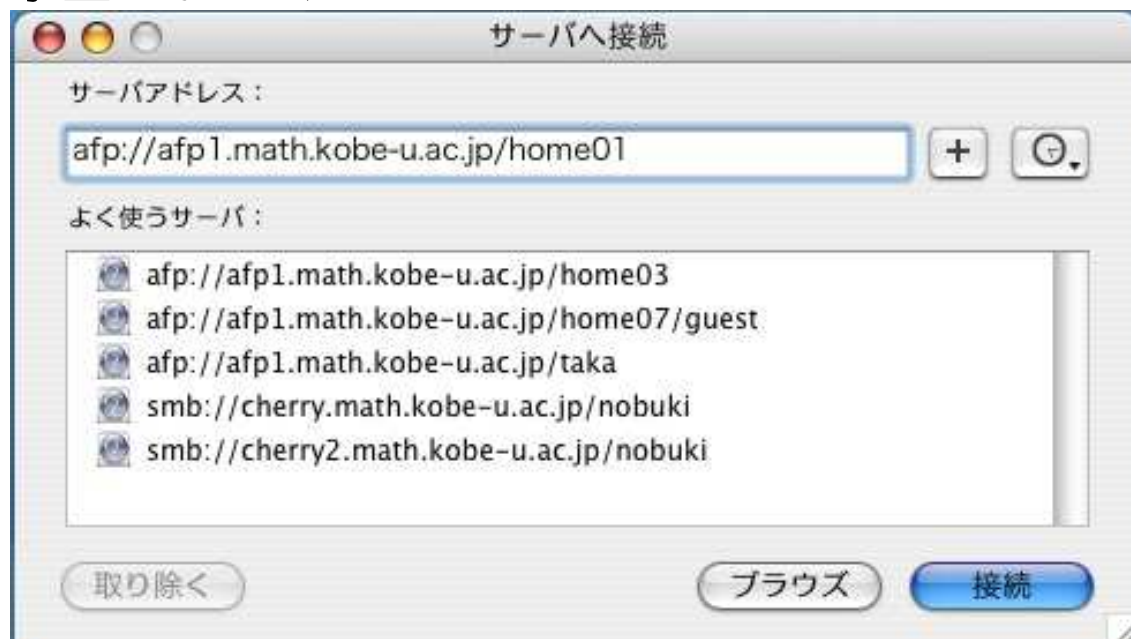 サーバへ接続
サーバアドレス：
afp://afp1.math.kobe-u.ac.jp/home01
+
よく使うサーバ：
afp://afp1.math.kobe-u.ac.jp/home03
afp://afp1.math.kobe-u.ac.jp/home07/guest
afp://afp1.math.kobe-u.ac.jp/taka
smb://cherry.math.kobe-u.ac.jp/nobuki
smb://cherry2.math.kobe-u.ac.jp/nobuki
取り除く ブラウズ 接続